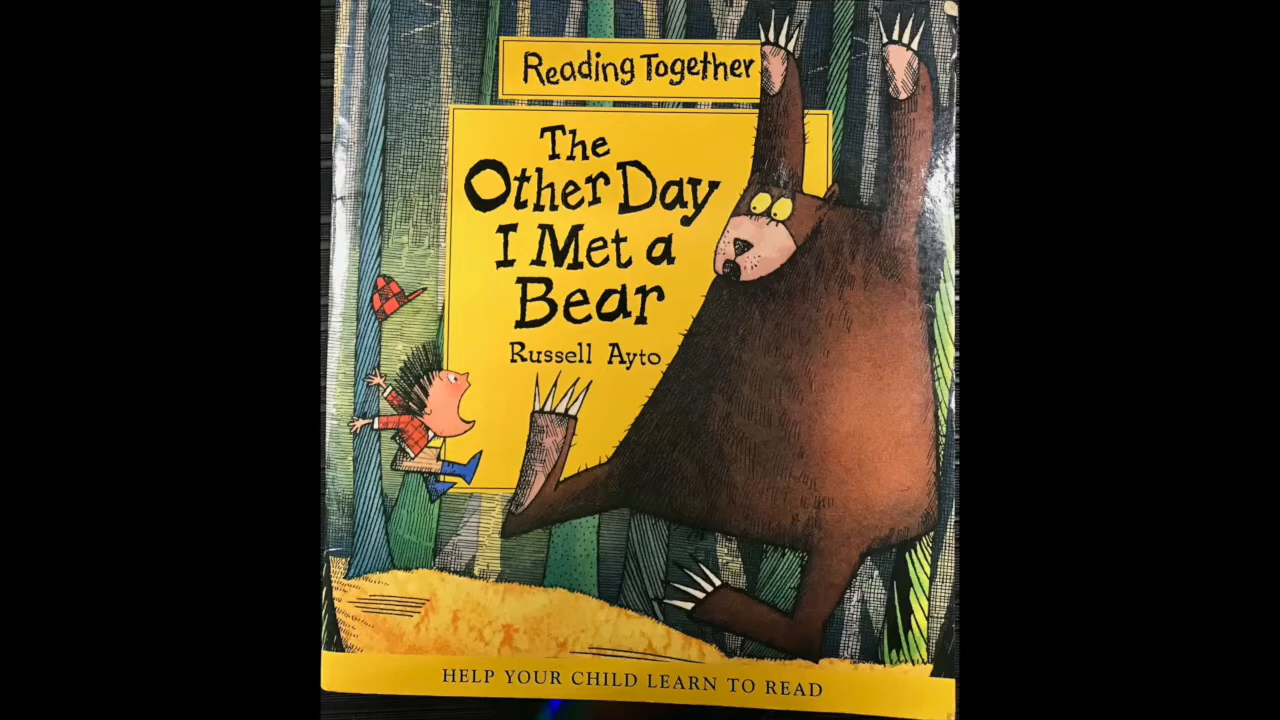 Reading Together
The
Other Day
I Met a
Bear
Russell Ayto
HELP YOUR CHILD LEARN TO READ